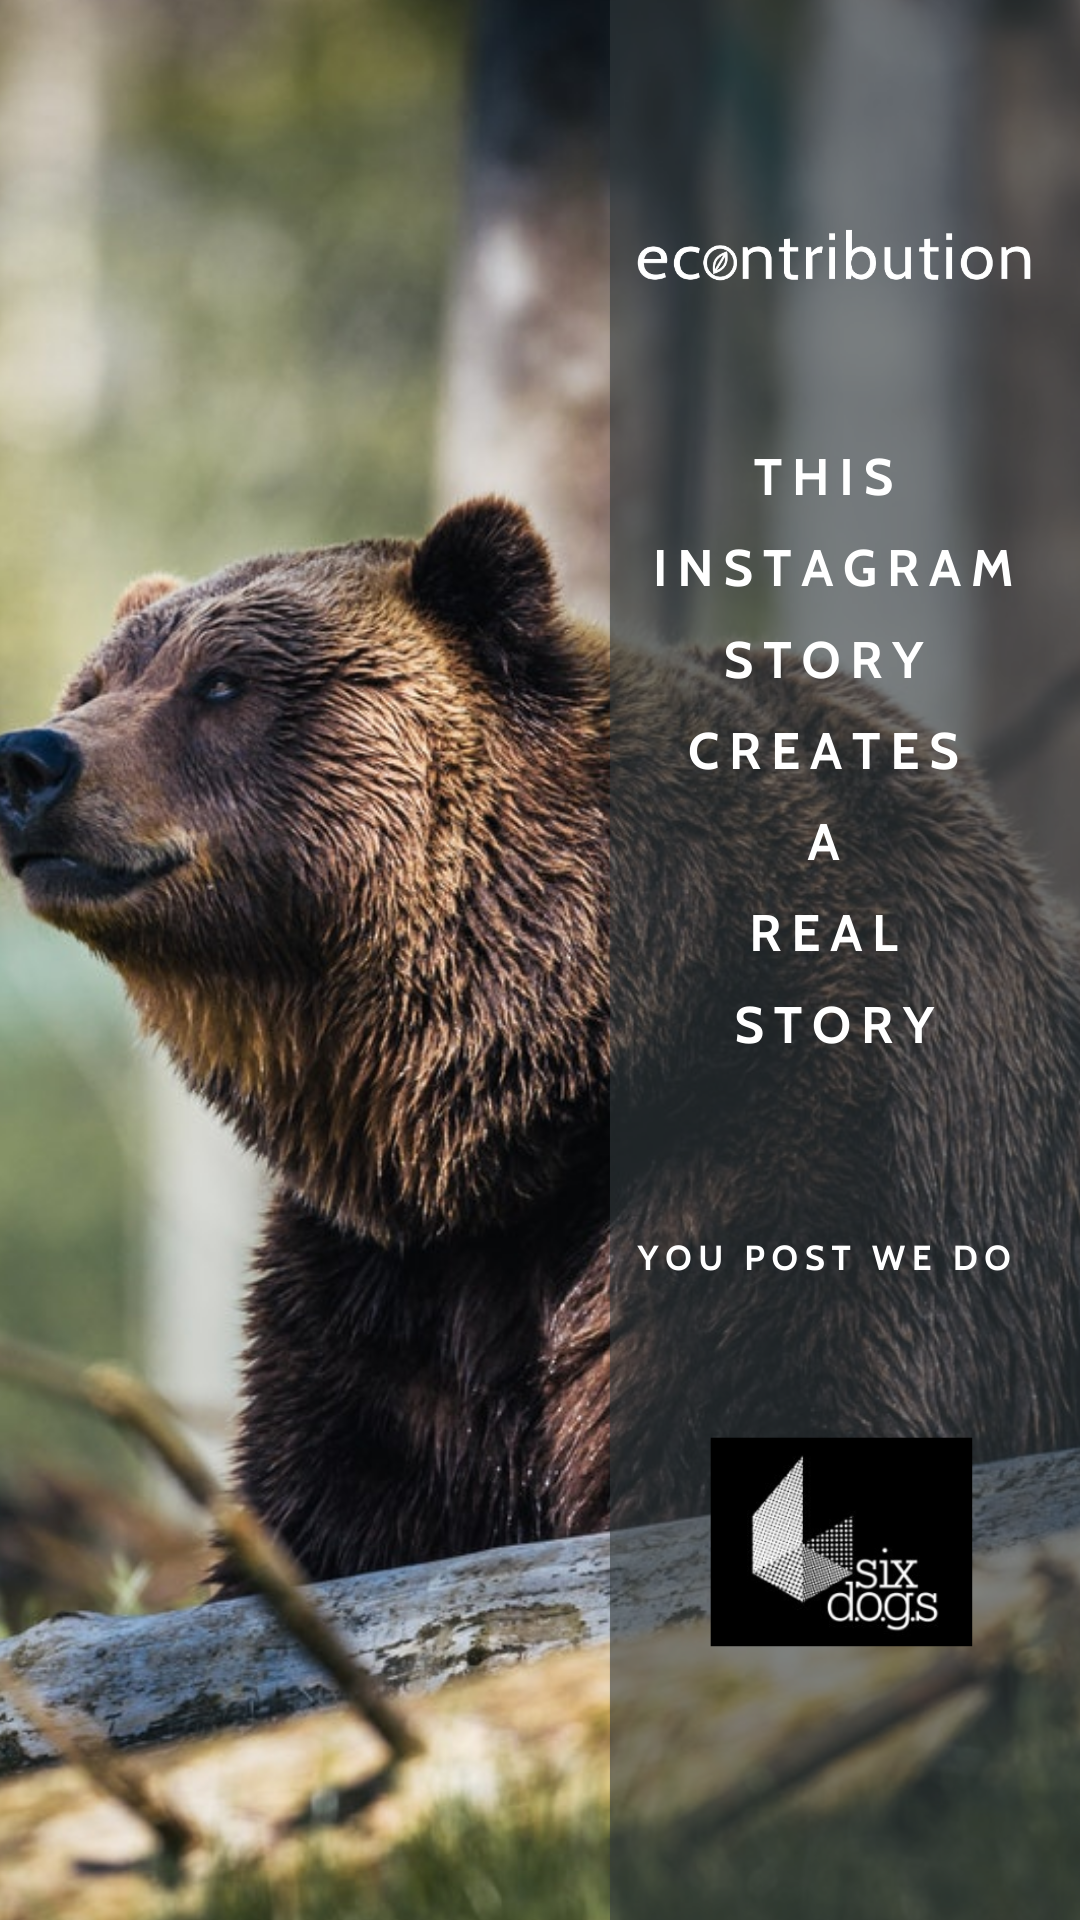 econtribution
THIS
INSTAGRAM
STORY
CREATES
A
REAL
STORY
YOU POST WE DO
six
d.o.g.s